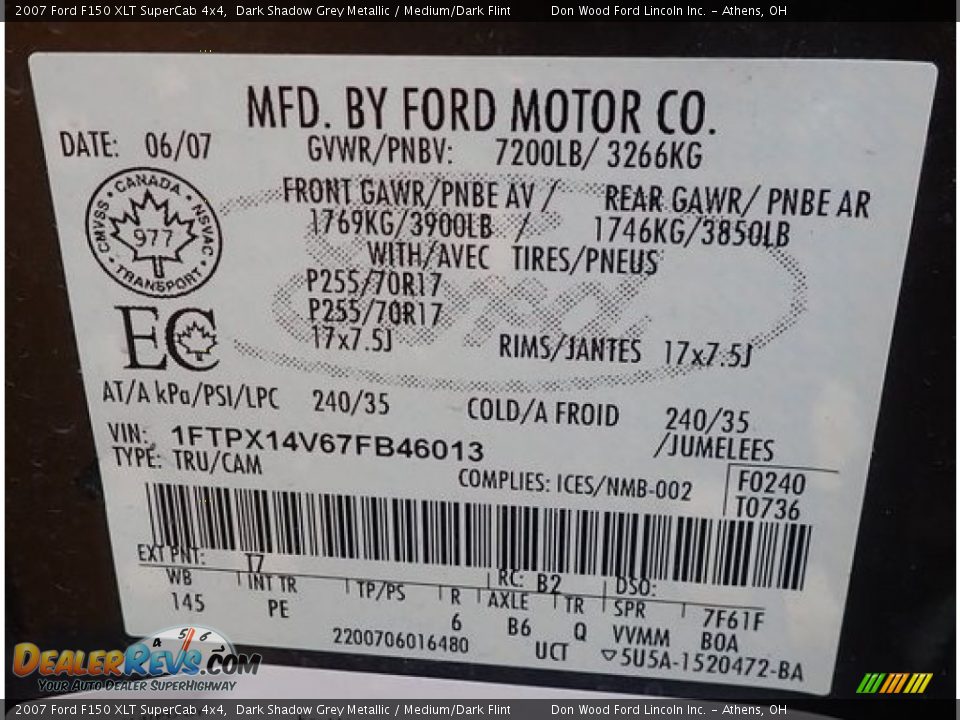 2007 Ford F150 XLT SuperCab 4x4, Dark Shadow Grey Metallic / Medium/Dark Flint Don Wood Ford Lincoln Inc. - Athens, OH
MFD. BY FORD MOTOR CO.
DATE: 06/07 GVWR/PNBV: 7200LB/ 3266KG
FRONT GAWR/PNBE AV / REAR GAWR/ PNBE AR
1769KG/3900LB / 1746KG/3850LB
WITH/AVEC TIRES/PNEUS
CANADA NSVAC TRANSPORT CMVSS
977
P255/70R17
P255/70R17
17x7.5J RIMS/JANTES 17x7.5J
EC
AT/A kPa/PSI/LPC 240/35 COLD/A FROID 240/35
VIN: 1FTPX14V67FB46013 /JUMELEES
TYPE: TRU/CAM
COMPLIES: ICES/NMB-002 F0240
T0736
EXT PNT: T7 RC: B2 DSO:
WB INT TR TP/PS R AXLE TR SPR 7F61F
145 PE 6 B6 Q VVMM BOA
2200706016480 UCT 5U5A-1520472-BA
DEALERREVS.COM
Your Auto Dealer SuperHighway
2007 Ford F150 XLT SuperCab 4x4, Dark Shadow Grey Metallic / Medium/Dark Flint Don Wood Ford Lincoln Inc. - Athens, OH